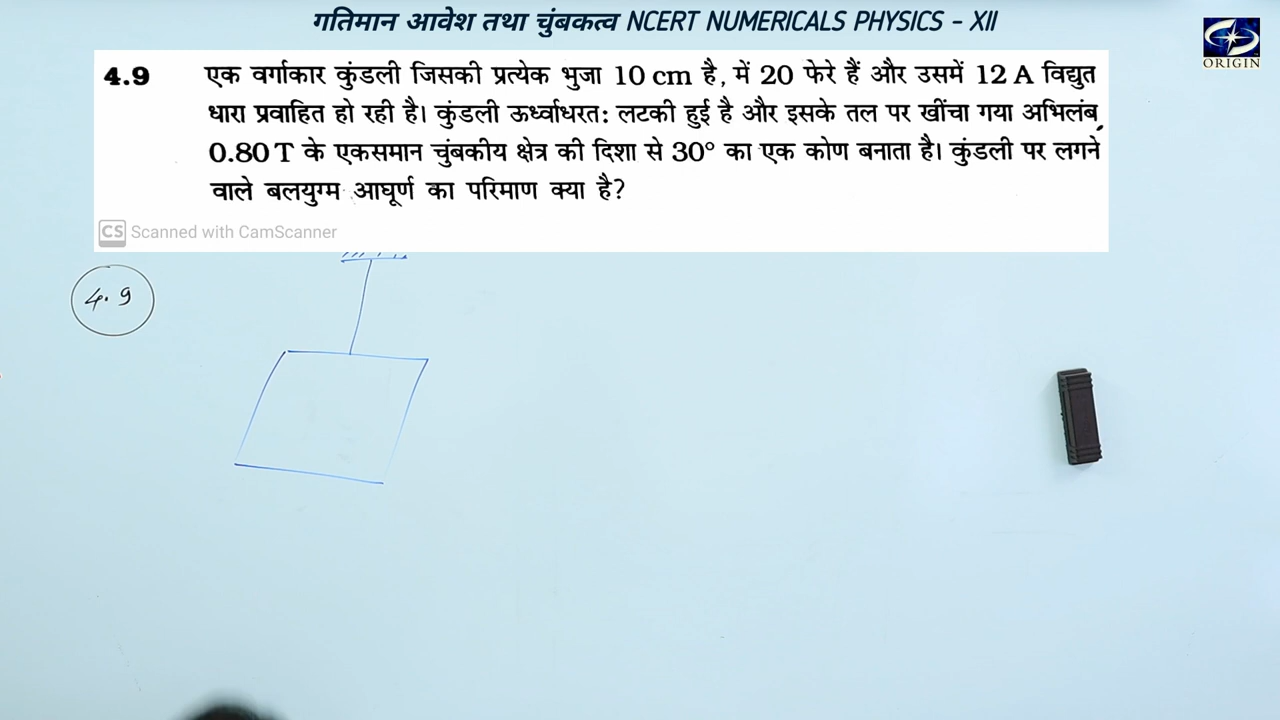 गतिमान आवेश तथा चुंबकत्व NCERT NUMERICALS PHYSICS - XII
ORIGIN
4.9 एक वर्गाकार कुंडली जिसकी प्रत्येक भुजा 10 cm है, में 20 फेरे हैं और उसमें 12 A विद्युत
धारा प्रवाहित हो रही है। कुंडली ऊर्ध्वाधरत: लटकी हुई है और इसके तल पर खींचा गया अभिलंब,
0.80 T के एकसमान चुंबकीय क्षेत्र की दिशा से 30° का एक कोण बनाता है। कुंडली पर लगने
वाले बलयुग्म आघूर्ण का परिमाण क्या है?
CS Scanned with CamScanner
4.9